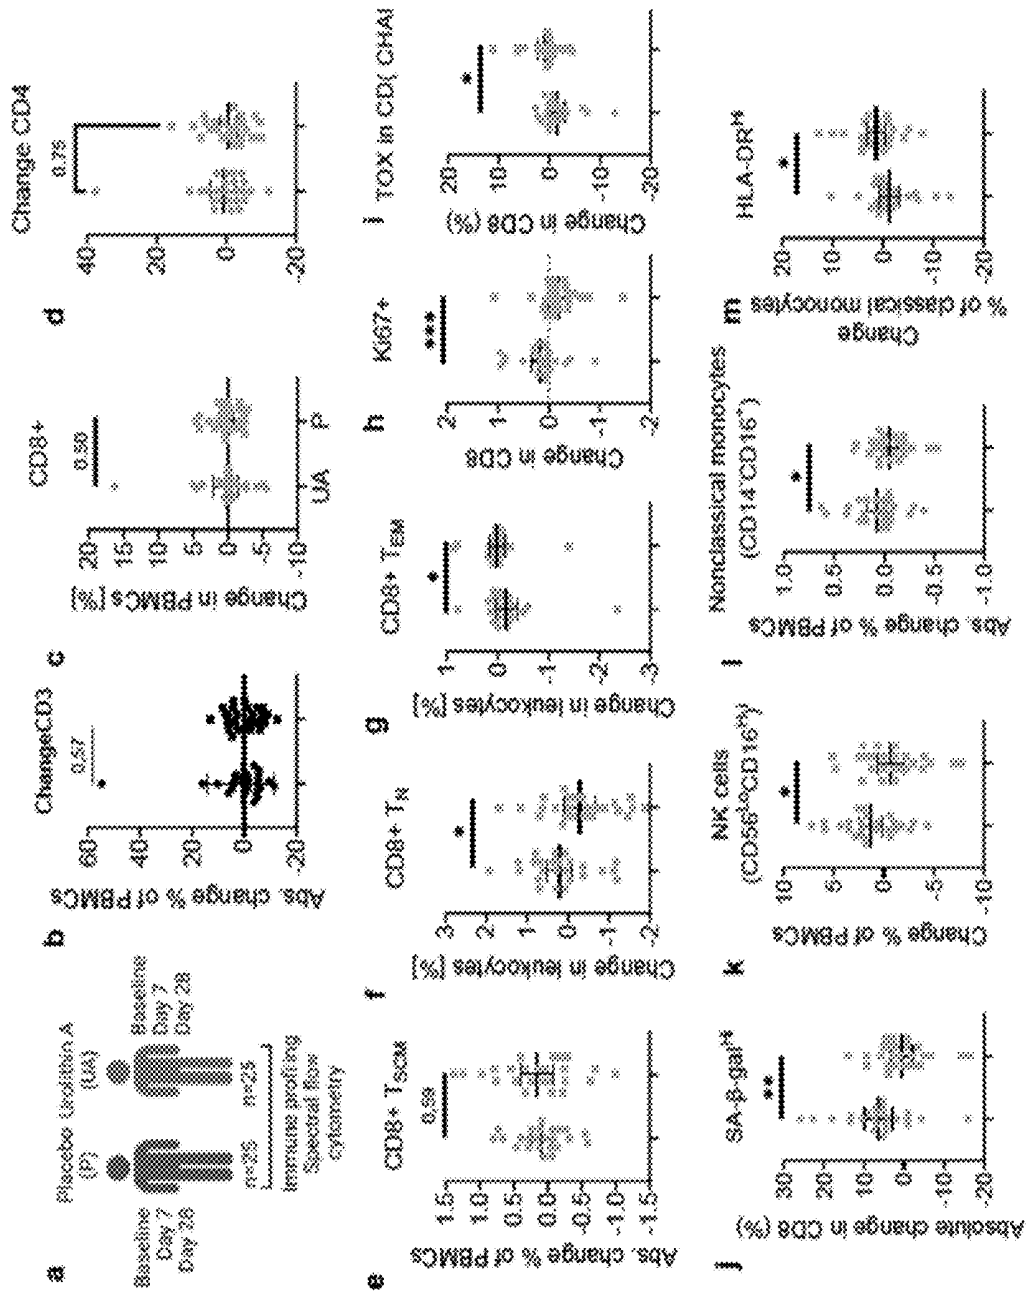 a
Placebo
(P)
Urolithin A
(UA)
Baseline
Day 7
Day 28
Baseline
Day 7
Day 28
n=25
n=25
Immune profiling
Spectral flow
cytometry
b
ChangeCD3
0.57
Abs. change % of PBMCs
60
40
20
0
-20
c
CD8+
0.50
Change in PBMCs [%]
20
15
10
5
0
-5
-10
UA
P
d
Change CD4
0.75
40
20
0
-20
e
CD8+ TSCM
0.59
Abs. change % of PBMCs
1.5
1.0
0.5
0.0
-0.5
-1.0
-1.5
f
CD8+ TN
*
Change in leukocytes [%]
3
2
1
0
-1
-2
g
CD8+ TEM
*
Change in leukocytes [%]
1
0
-1
-2
-3
h
Ki67+
***
Change in CD8
2
1
0
-1
-2
i
TOX in CD( CHAI
*
Change in CD8 (%)
20
10
0
-10
-20
j
SA-β-galhi
**
Absolute change in CD8 (%)
30
20
10
0
-10
-20
k
NK cells
(CD56loCD16hi)
*
Change % of PBMCs
10
5
0
-5
-10
l
Nonclassical monocytes
(CD14-CD16+)
*
Abs. change % of PBMCs
1.0
0.5
0.0
-0.5
-1.0
m
HLA-DRhi
*
Change
% of classical monocytes
20
10
0
-10
-20